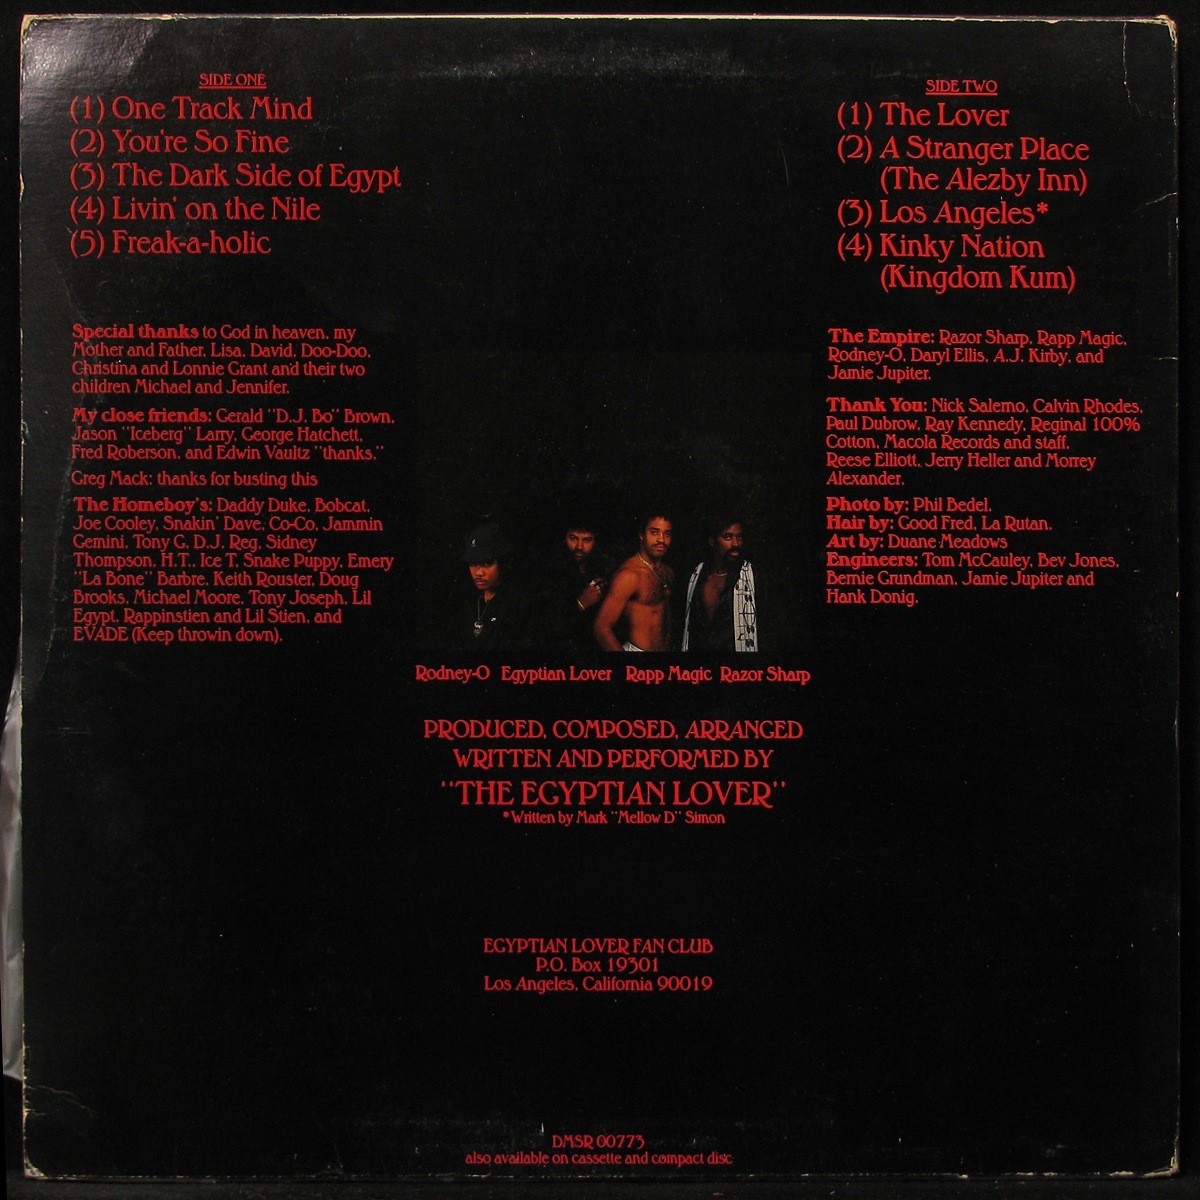 SIDE ONE
(1) One Track Mind
(2) You're So Fine
(3) The Dark Side of Egypt
(4) Livin' on the Nile
(5) Freak-a-holic
SIDE TWO
(1) The Lover
(2) A Stranger Place
(The Alezby Inn)
(3) Los Angeles*
(4) Kinky Nation
(Kingdom Kum)
Special thanks to God in heaven, my
Mother and Father, Lisa, David, Doo-Doo,
Christina and Lonnie Grant and their two
children Michael and Jennifer.
My close friends: Gerald "D.J. Bo" Brown,
Jason "Iceberg" Larry, George Hatchett,
Fred Roberson, and Edwin Vaultz "thanks."
Greg Mack: thanks for busting this
The Homeboy's: Daddy Duke, Bobcat,
Joe Cooley, Snakin' Dave, Co-Co, Jammin
Gemini, Tony G, D.J. Reg, Sidney
Thompson, H.T., Ice T, Snake Puppy, Emery
"La Bone" Barbre, Keith Rouster, Doug
Brooks, Michael Moore, Tony Joseph, Lil
Egypt, Rappinstien and Lil Stien, and
EVADE (Keep throwin down).
The Empire: Razor Sharp, Rapp Magic,
Rodney-O, Daryl Ellis, A.J. Kirby, and
Jamie Jupiter.
Thank You: Nick Salerno, Calvin Rhodes,
Paul Dubrow, Ray Kennedy, Reginal 100%
Cotton, Macola Records and staff,
Reese Elliott, Jerry Heller and Morrey
Alexander.
Photo by: Phil Bedel,
Hair by: Good Fred, La Rutan,
Art by: Duane Meadows
Engineers: Tom McCauley, Bev Jones,
Bernie Grundman, Jamie Jupiter and
Hank Donig.
Rodney-O Egyptian Lover Rapp Magic Razor Sharp
PRODUCED, COMPOSED, ARRANGED
WRITTEN AND PERFORMED BY
"THE EGYPTIAN LOVER"
*Written by Mark "Mellow D" Simon
EGYPTIAN LOVER FAN CLUB
P.O. Box 19301
Los Angeles, California 90019
DMSR 00773
also available on cassette and compact disc